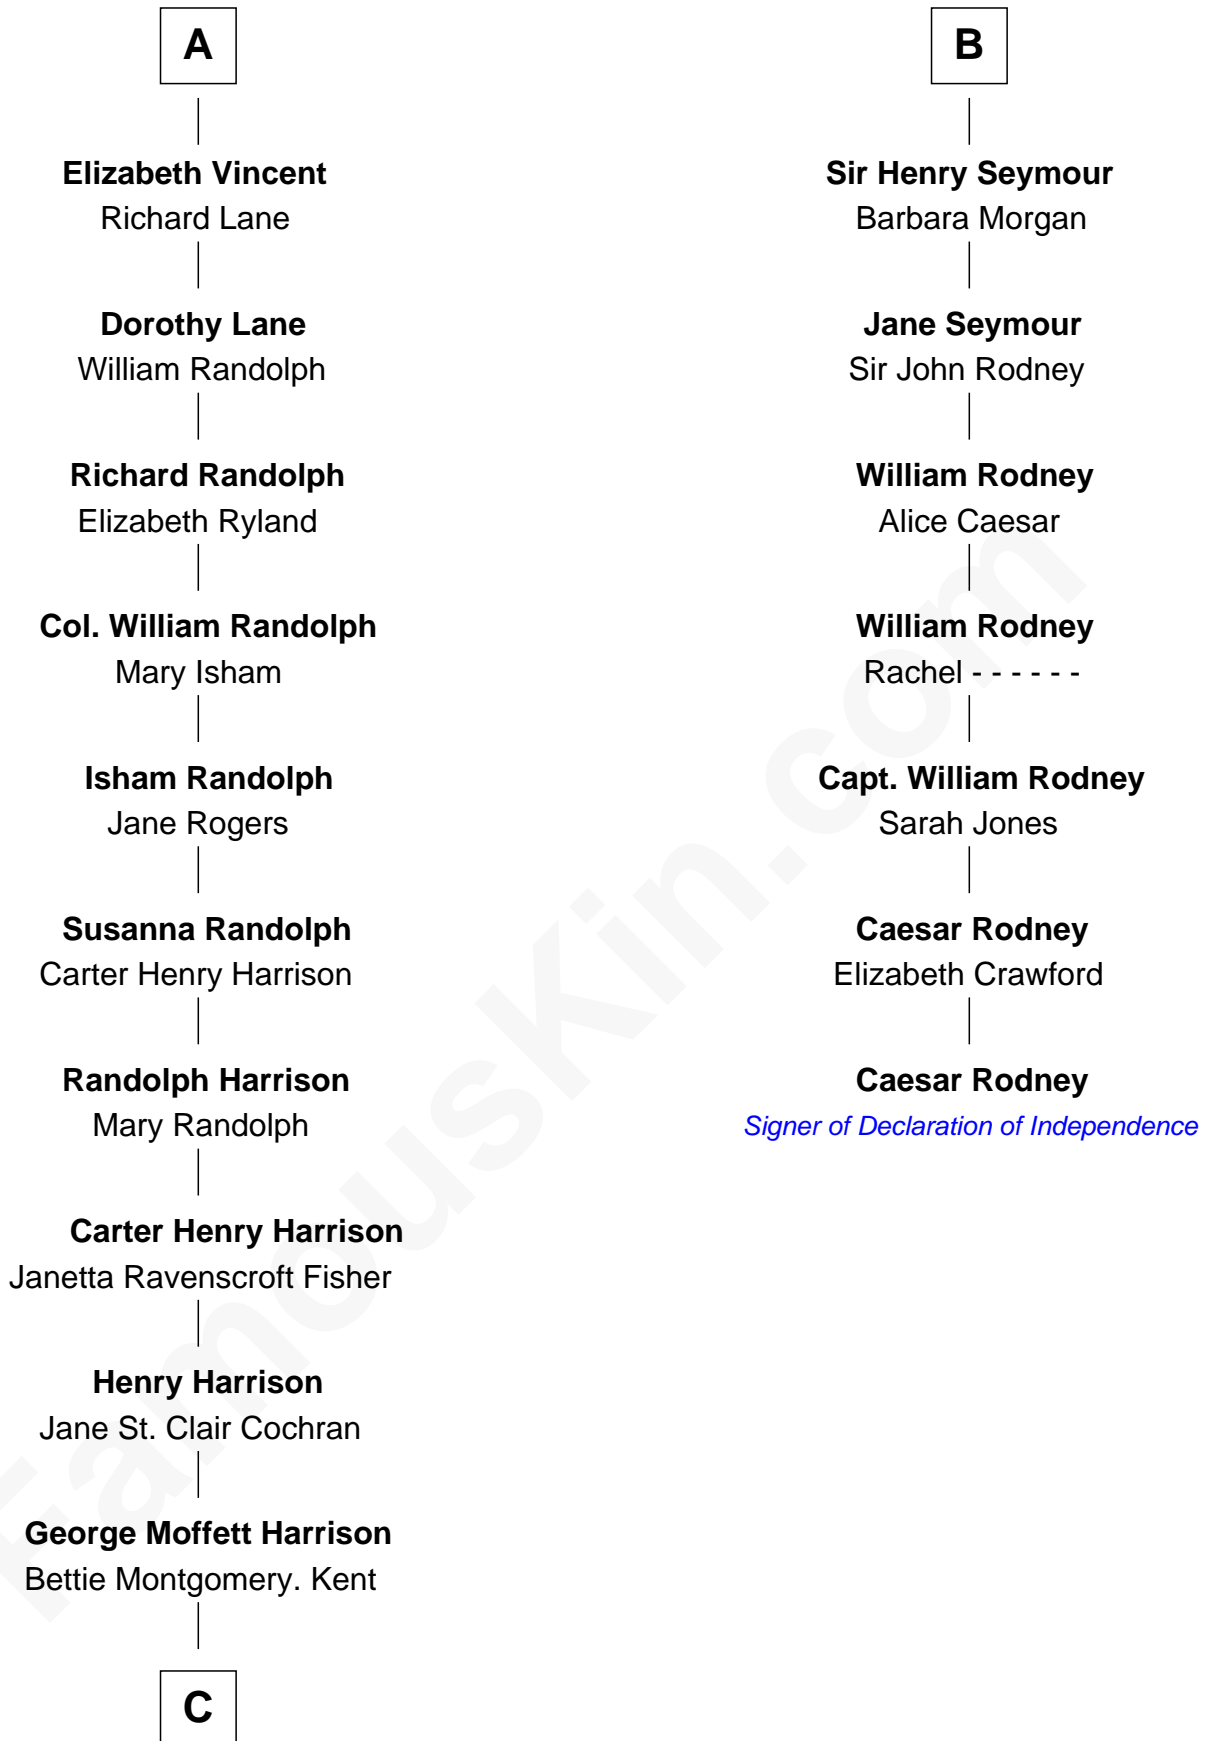 A
Elizabeth Vincent
Richard Lane
Dorothy Lane
William Randolph
Richard Randolph
Elizabeth Ryland
Col. William Randolph
Mary Isham
Isham Randolph
Jane Rogers
Susanna Randolph
Carter Henry Harrison
Randolph Harrison
Mary Randolph
Carter Henry Harrison
Janetta Ravenscroft Fisher
Henry Harrison
Jane St. Clair Cochran
George Moffett Harrison
Bettie Montgomery. Kent
C
B
Sir Henry Seymour
Barbara Morgan
Jane Seymour
Sir John Rodney
William Rodney
Alice Caesar
William Rodney
Rachel - - - - - -
Capt. William Rodney
Sarah Jones
Caesar Rodney
Elizabeth Crawford
Caesar Rodney
Signer of Declaration of Independence
FamousKin.com